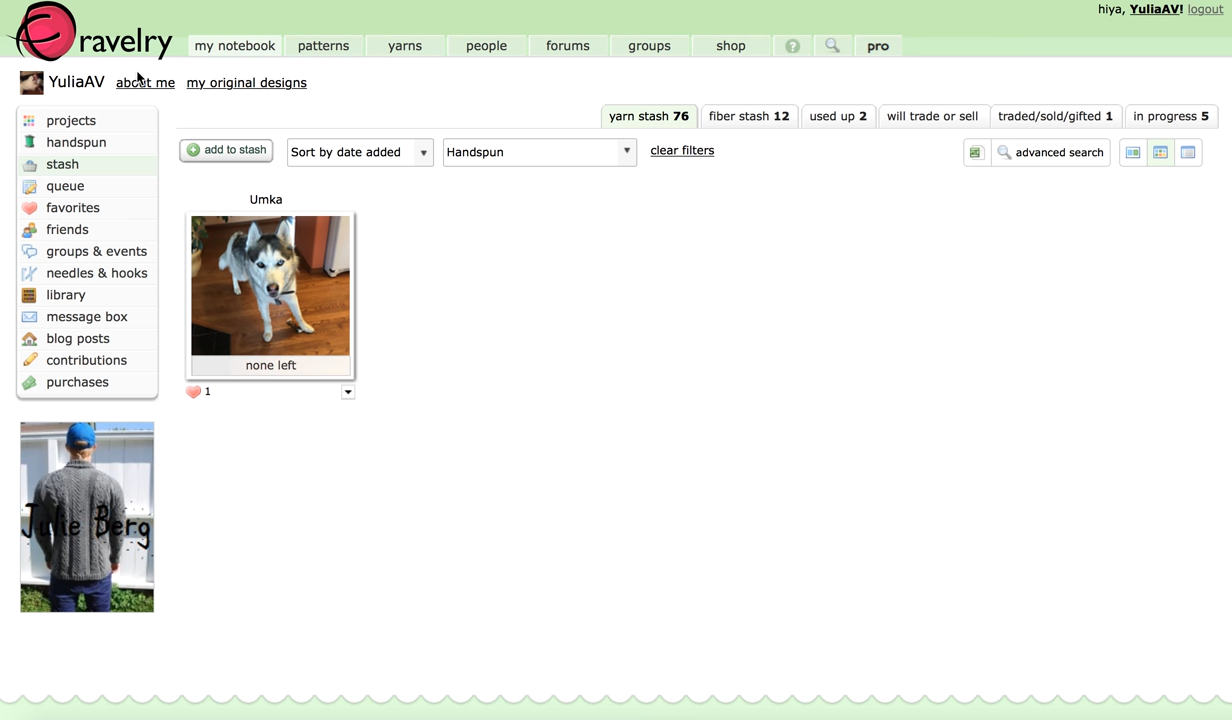 hiya, YuliaAV! logout
ravelry
my notebook patterns yarns people forums groups shop ? pro
YuliaAV about me my original designs
yarn stash 76 fiber stash 12 used up 2 will trade or sell traded/sold/gifted 1 in progress 5
add to stash Sort by date added Handspun clear filters advanced search
projects
handspun
stash
queue
favorites
friends
groups & events
needles & hooks
library
message box
blog posts
contributions
purchases
Umka
none left
1
Julie Berg